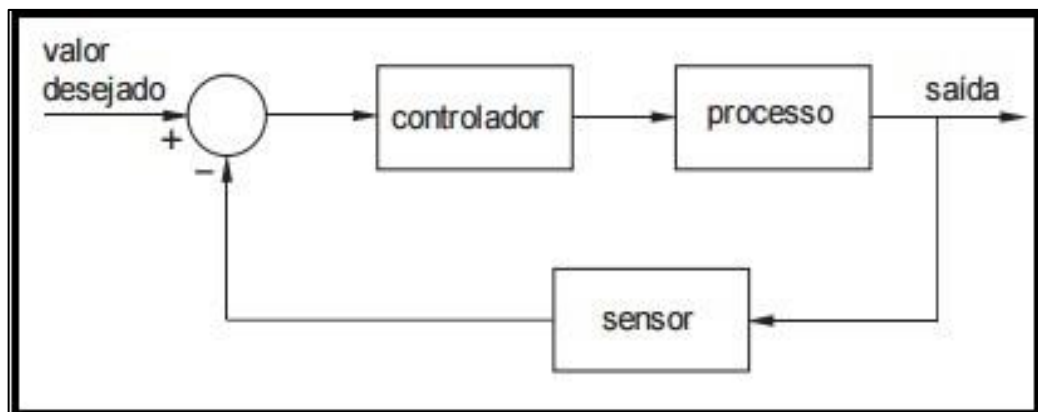 valor
desejado
+
−
controlador
processo
saída
sensor